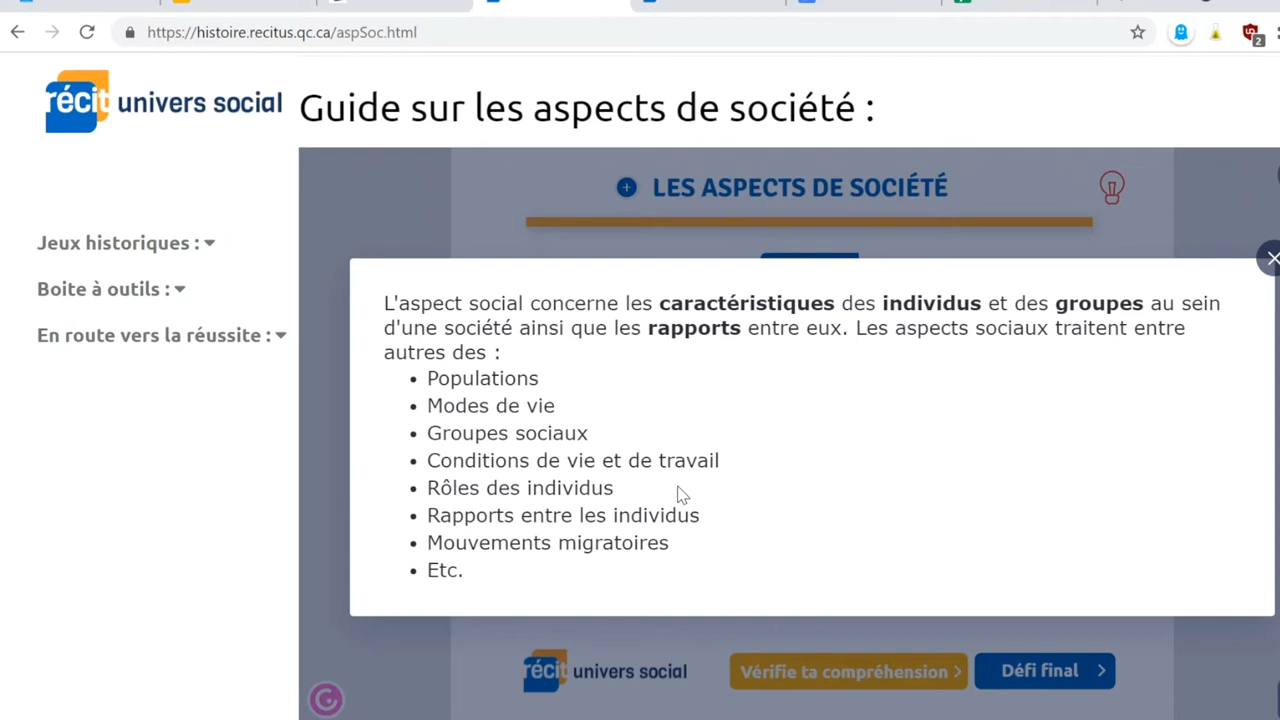 https://histoire.recitus.qc.ca/aspSoc.html
2
récit univers social
Guide sur les aspects de société :
LES ASPECTS DE SOCIÉTÉ
Jeux historiques :
Boite à outils :
En route vers la réussite :
L'aspect social concerne les caractéristiques des individus et des groupes au sein
d'une société ainsi que les rapports entre eux. Les aspects sociaux traitent entre
autres des :
• Populations
• Modes de vie
• Groupes sociaux
• Conditions de vie et de travail
• Rôles des individus
• Rapports entre les individus
• Mouvements migratoires
• Etc.
récit univers social
Vérifie ta compréhension
Défi final